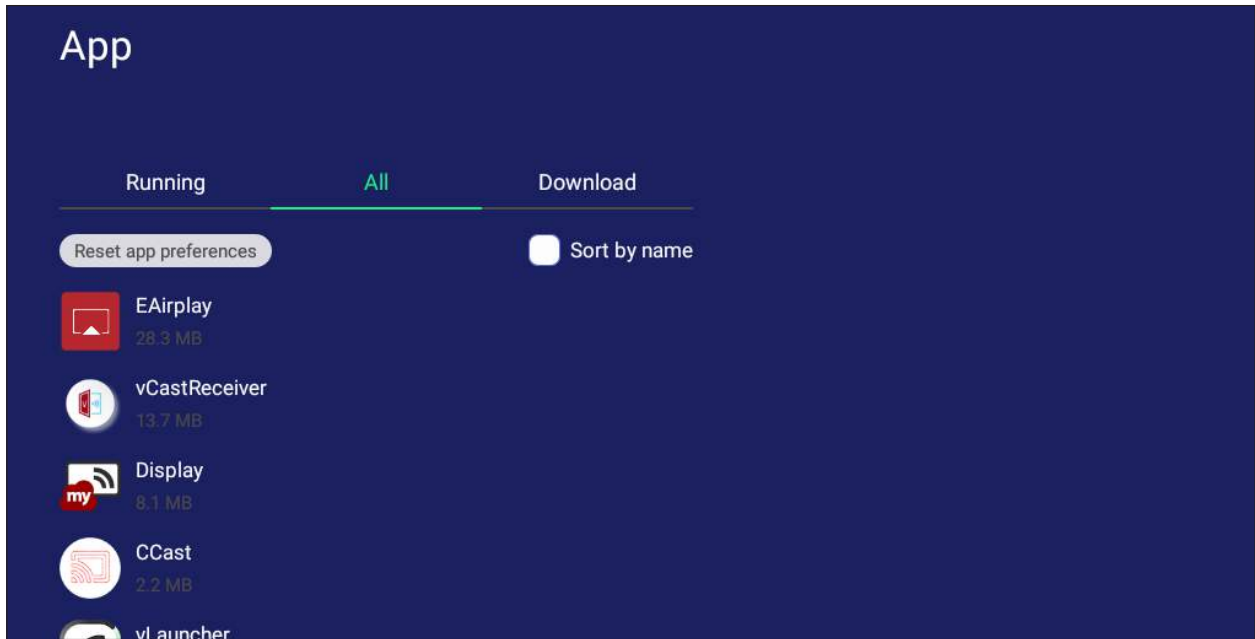 App
Running All Download
Reset app preferences Sort by name
EAirplay
28.3 MB
vCastReceiver
13.7 MB
Display
my
8.1 MB
CCast
2.2 MB
vLauncher